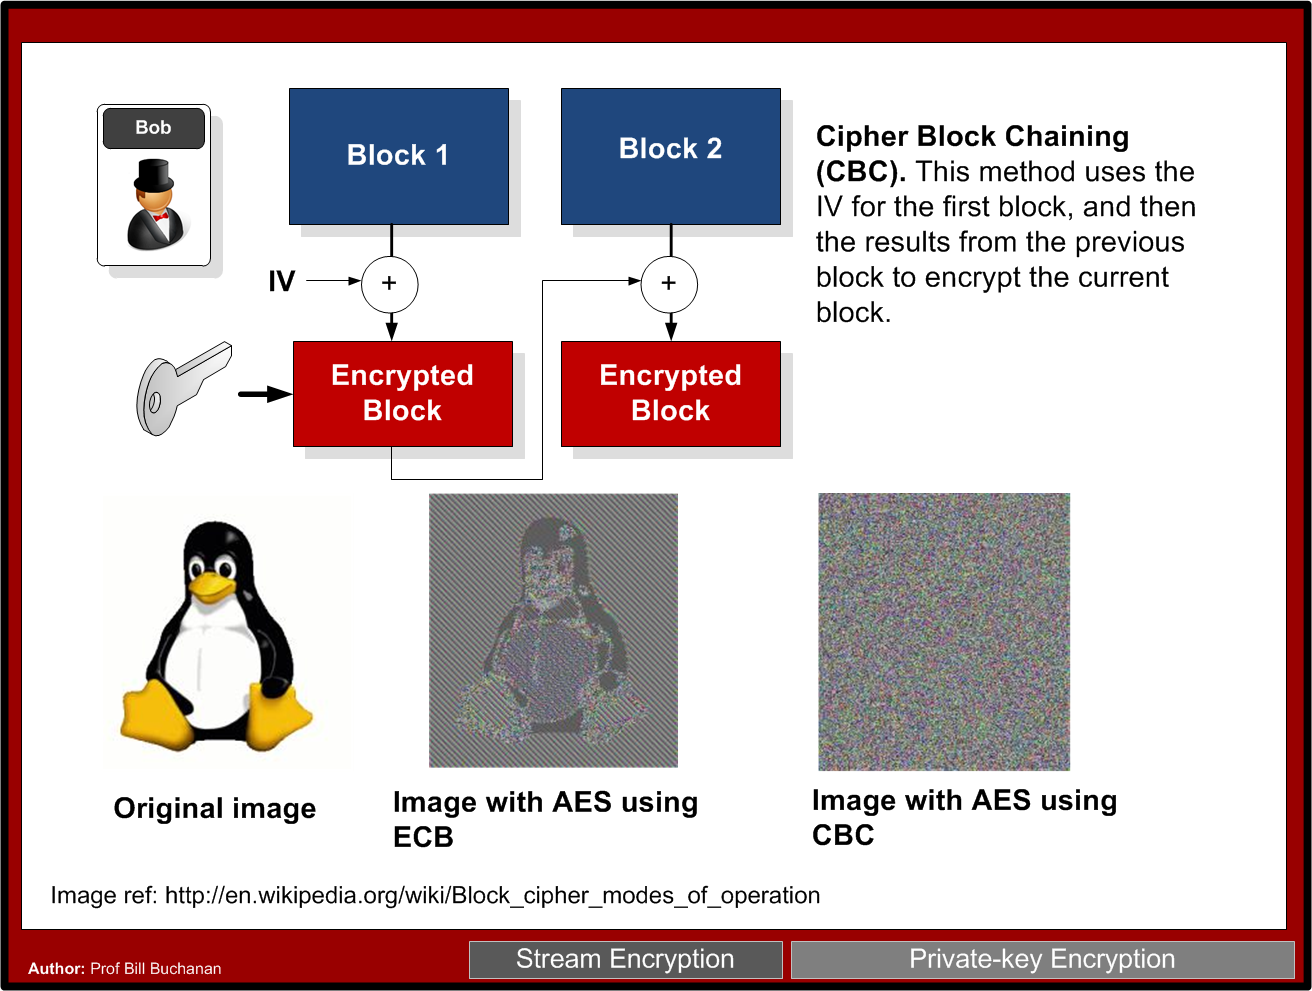 Bob
Block 1
Block 2
IV
+
+
Encrypted
Block
Encrypted
Block
Cipher Block Chaining
(CBC). This method uses the
IV for the first block, and then
the results from the previous
block to encrypt the current
block.
Original image
Image with AES using
ECB
Image with AES using
CBC
Image ref: http://en.wikipedia.org/wiki/Block_cipher_modes_of_operation
Author: Prof Bill Buchanan
Stream Encryption
Private-key Encryption